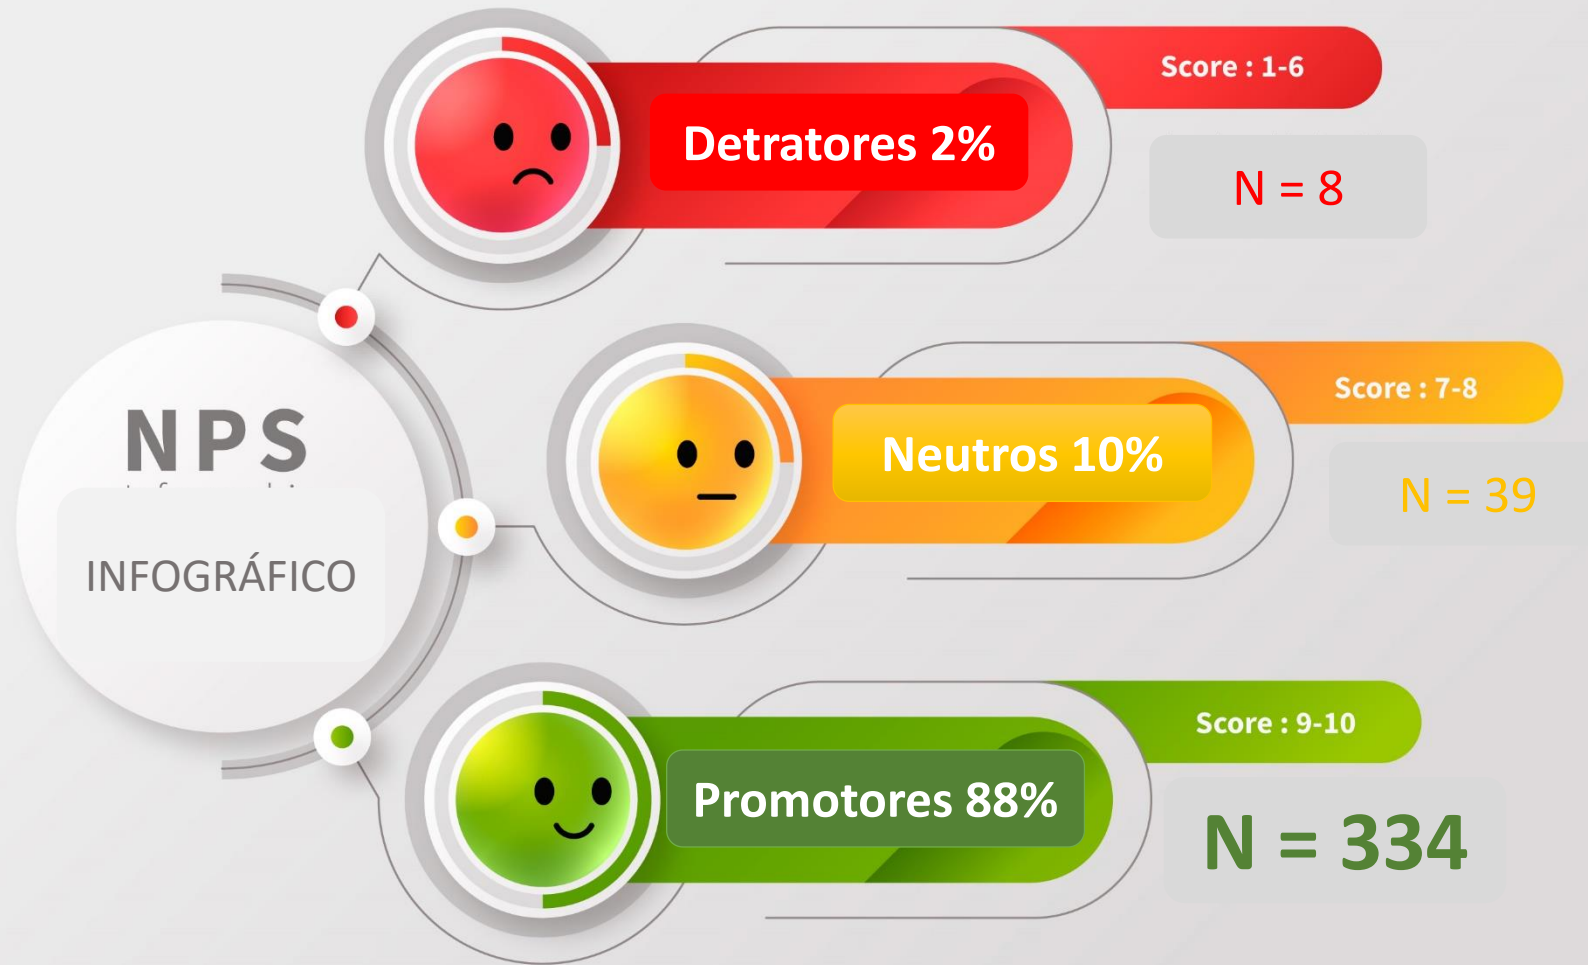 Score : 1-6
Detratores 2%
N = 8
NPS
INFOGRÁFICO
Score : 7-8
Neutros 10%
N = 39
Score : 9-10
Promotores 88%
N = 334